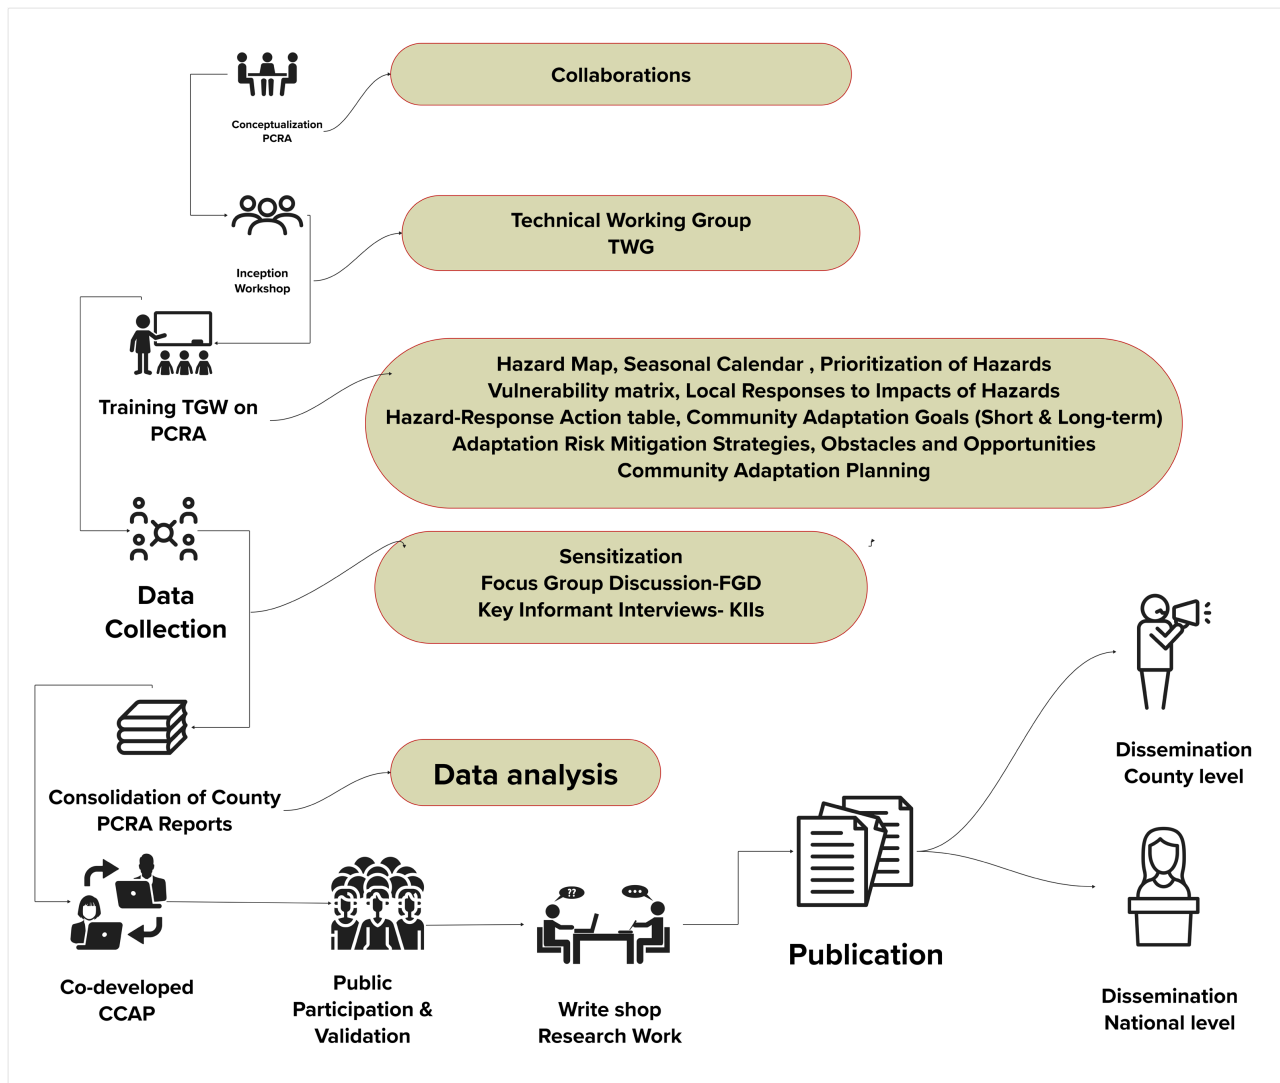 Collaborations
Conceptualization
PCRA
Technical Working Group
TWG
Inception
Workshop
Hazard Map, Seasonal Calendar , Prioritization of Hazards
Vulnerability matrix, Local Responses to Impacts of Hazards
Hazard-Response Action table, Community Adaptation Goals (Short & Long-term)
Adaptation Risk Mitigation Strategies, Obstacles and Opportunities
Community Adaptation Planning
Training TGW on
PCRA
Sensitization
Focus Group Discussion-FGD
Key Informant Interviews- KIIs
Data
Collection
Data analysis
Consolidation of County
PCRA Reports
Dissemination
County level
Co-developed
CCAP
Public
Participation &
Validation
??
Write shop
Research Work
Publication
Dissemination
National level